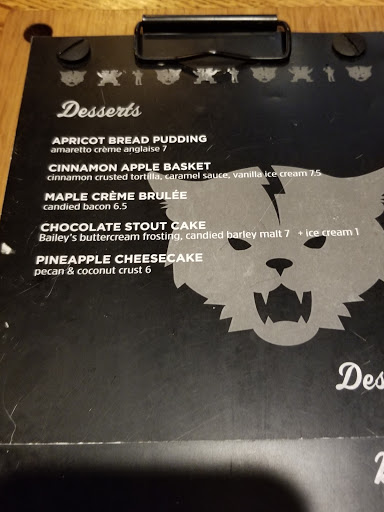 Desserts
APRICOT BREAD PUDDING
amaretto crème anglaise 7
CINNAMON APPLE BASKET
cinnamon crusted tortilla, caramel sauce, vanilla ice cream 7.5
MAPLE CRÈME BRULÉE
candied bacon 6.5
CHOCOLATE STOUT CAKE
Bailey's buttercream frosting, candied barley malt 7 + ice cream 1
PINEAPPLE CHEESECAKE
pecan & coconut crust 6
Des